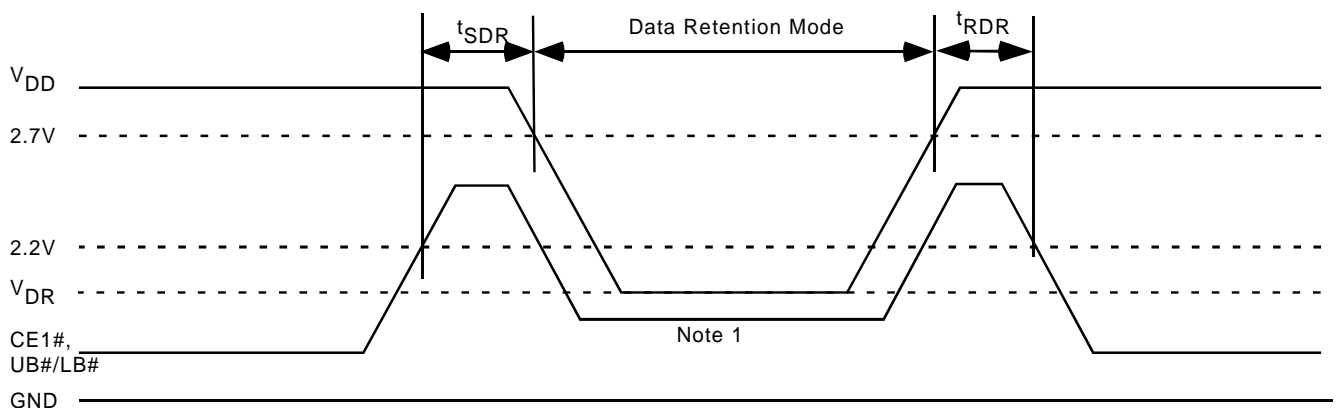 tSDR
Data Retention Mode
tRDR
VDD
2.7V
2.2V
VDR
CE1#,
UB#/LB#
Note 1
GND